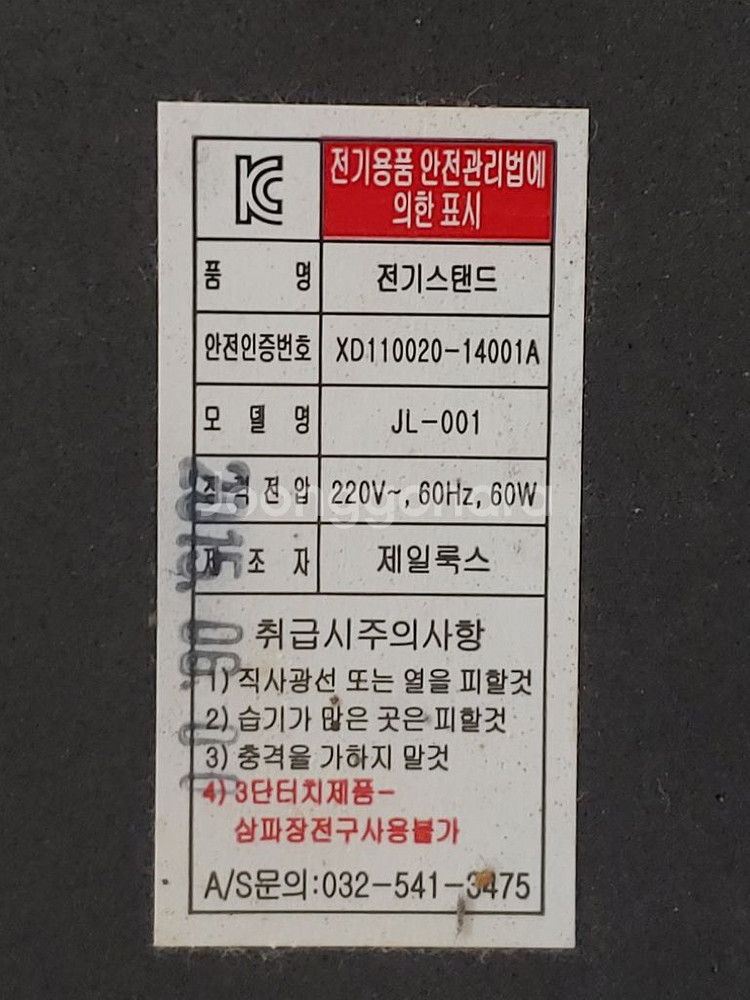 전기용품 안전관리법에
의한 표시
품 명 전기스탠드
안전인증번호 XD110020-14001A
모 델 명 JL-001
정 격 전 압 220V~, 60Hz, 60W
제 조 자 제일룩스
취급시주의사항
1) 직사광선 또는 열을 피할것
2) 습기가 많은 곳은 피할것
3) 충격을 가하지 말것
4) 3단터치제품-
삼파장전구사용불가
A/S문의:032-541-3475
Joonggonara